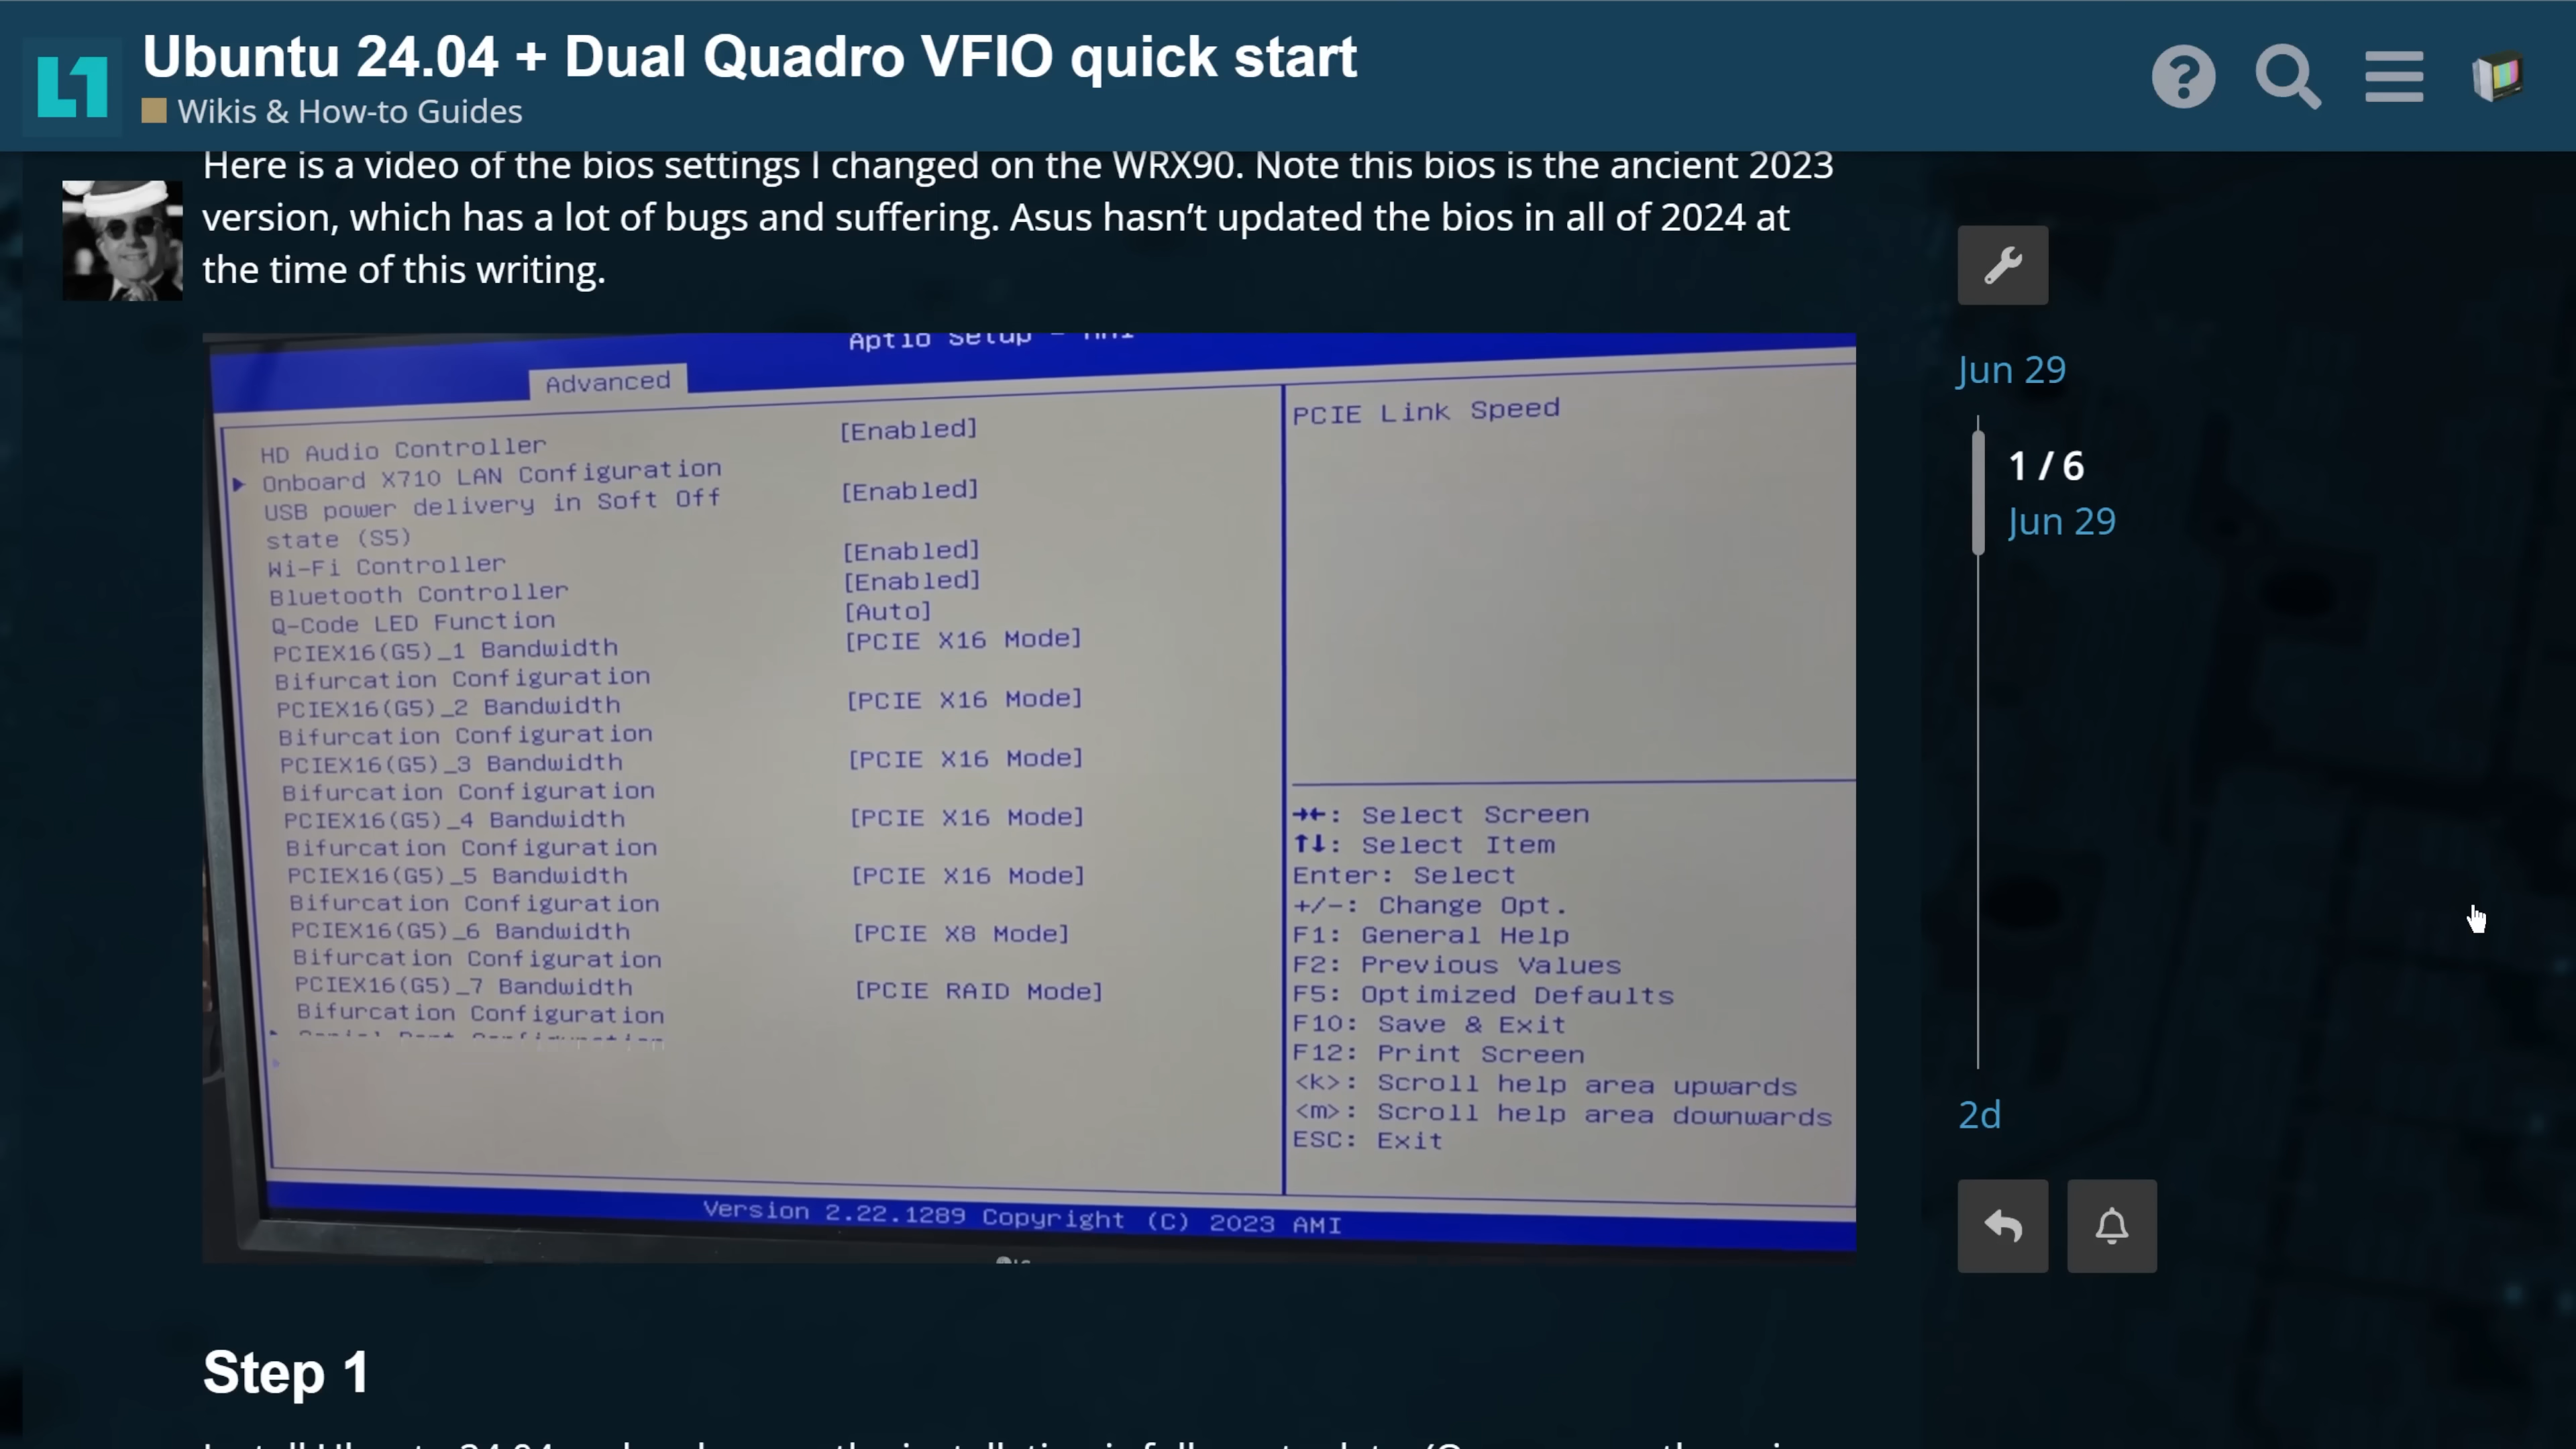 Ubuntu 24.04 + Dual Quadro VFIO quick start
Wikis & How-to Guides
Here is a video of the bios settings I changed on the WRX90. Note this bios is the ancient 2023
version, which has a lot of bugs and suffering. Asus hasn't updated the bios in all of 2024 at
the time of this writing.
Aptio Setup - AMI
Advanced
HD Audio Controller [Enabled]
Onboard X710 LAN Configuration
USB power delivery in Soft Off [Enabled]
state (S5)
Wi-Fi Controller [Enabled]
Bluetooth Controller [Enabled]
Q-Code LED Function [Auto]
PCIEX16(G5)_1 Bandwidth [PCIE X16 Mode]
Bifurcation Configuration
PCIEX16(G5)_2 Bandwidth [PCIE X16 Mode]
Bifurcation Configuration
PCIEX16(G5)_3 Bandwidth [PCIE X16 Mode]
Bifurcation Configuration
PCIEX16(G5)_4 Bandwidth [PCIE X16 Mode]
Bifurcation Configuration
PCIEX16(G5)_5 Bandwidth [PCIE X16 Mode]
Bifurcation Configuration
PCIEX16(G5)_6 Bandwidth [PCIE X8 Mode]
Bifurcation Configuration
PCIEX16(G5)_7 Bandwidth [PCIE RAID Mode]
Bifurcation Configuration
PCIE Link Speed
→←: Select Screen
↑↓: Select Item
Enter: Select
+/-: Change Opt.
F1: General Help
F2: Previous Values
F5: Optimized Defaults
F10: Save & Exit
F12: Print Screen
<k>: Scroll help area upwards
<m>: Scroll help area downwards
ESC: Exit
Version 2.22.1289 Copyright (C) 2023 AMI
Jun 29
1 / 6
Jun 29
2d
Step 1